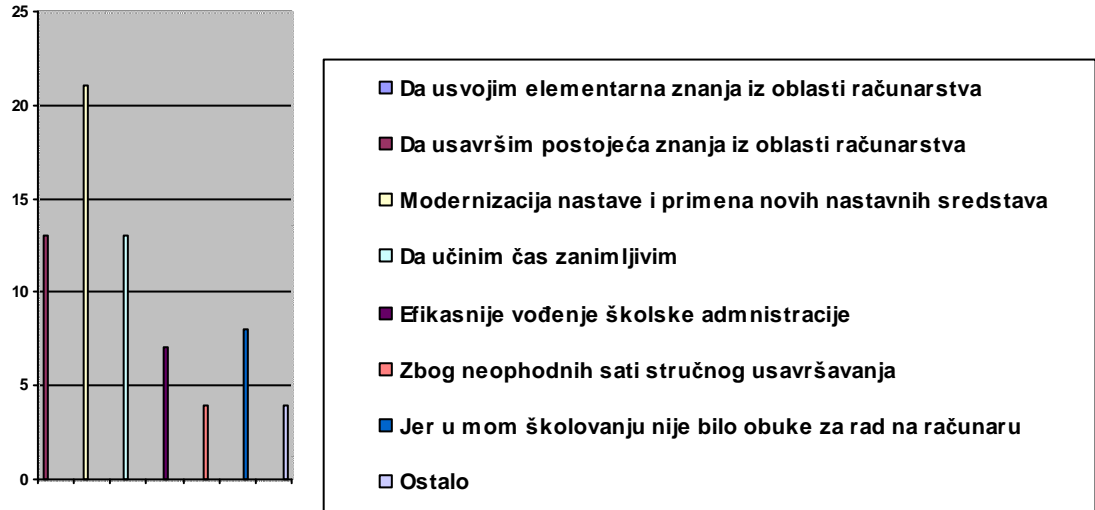 25
20
15
10
5
0
Da usvojim elementarna znanja iz oblasti računarstva
Da usavršim postojeća znanja iz oblasti računarstva
Modernizacija nastave i primena novih nastavnih sredstava
Da učinim čas zanimljivim
Efikasnije vođenje školske admnistracije
Zbog neophodnih sati stručnog usavršavanja
Jer u mom školovanju nije bilo obuke za rad na računaru
Ostalo